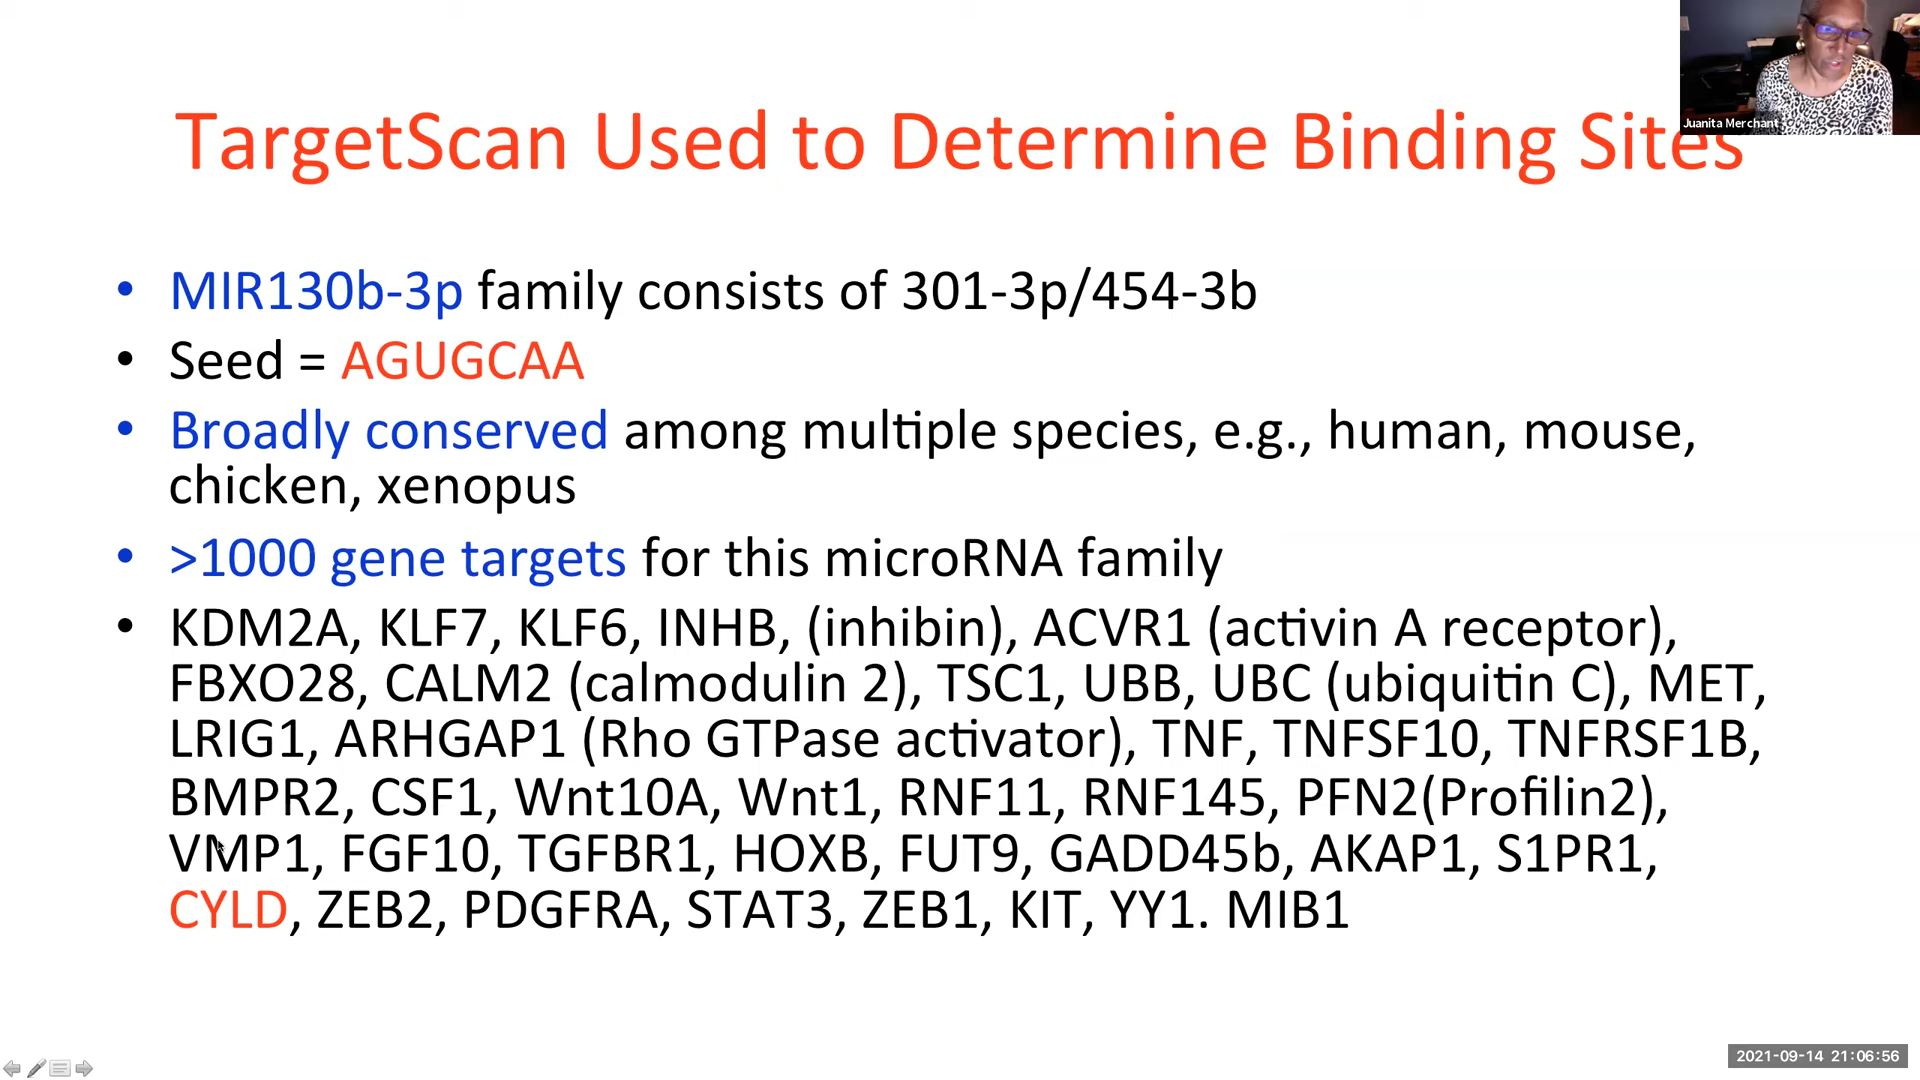 Juanita Merchant
TargetScan Used to Determine Binding Sites
• MIR130b-3p family consists of 301-3p/454-3b
• Seed = AGUGCAA
• Broadly conserved among multiple species, e.g., human, mouse,
chicken, xenopus
• >1000 gene targets for this microRNA family
• KDM2A, KLF7, KLF6, INHB, (inhibin), ACVR1 (activin A receptor),
FBXO28, CALM2 (calmodulin 2), TSC1, UBB, UBC (ubiquitin C), MET,
LRIG1, ARHGAP1 (Rho GTPase activator), TNF, TNFSF10, TNFRSF1B,
BMPR2, CSF1, Wnt10A, Wnt1, RNF11, RNF145, PFN2(Profilin2),
VMP1, FGF10, TGFBR1, HOXB, FUT9, GADD45b, AKAP1, S1PR1,
CYLD, ZEB2, PDGFRA, STAT3, ZEB1, KIT, YY1. MIB1
2021-09-14 21:06:56